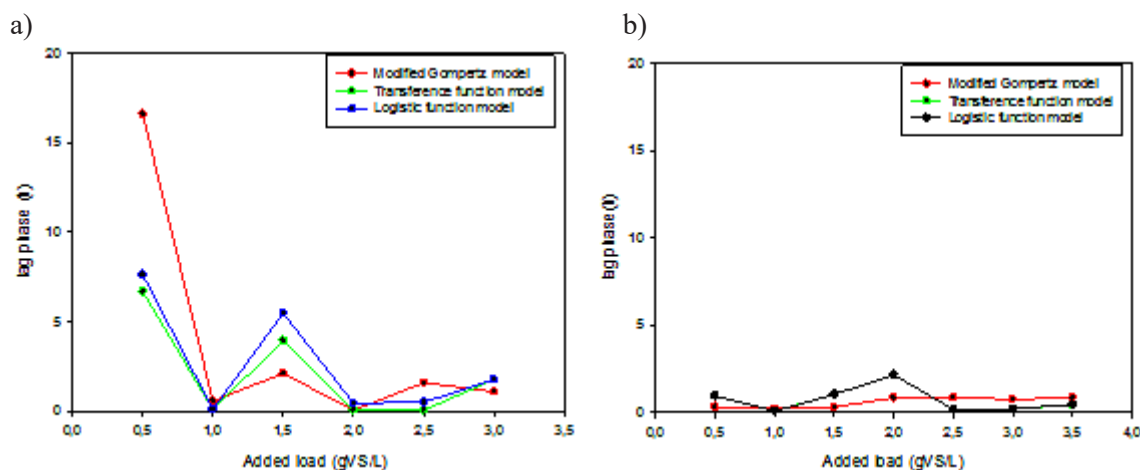 a)
20
15
10
5
0
lag phase (h)
Modified Gompertz model
Transference function model
Logistic function model
0,0 0,5 1,0 1,5 2,0 2,5 3,0 3,5
Added load (gVS/L)
b)
20
15
10
5
0
lag phase (h)
Modified Gompertz model
Transference function model
Logistic function model
0,0 0,5 1,0 1,5 2,0 2,5 3,0 3,5 4,0
Added load (gVS/L)